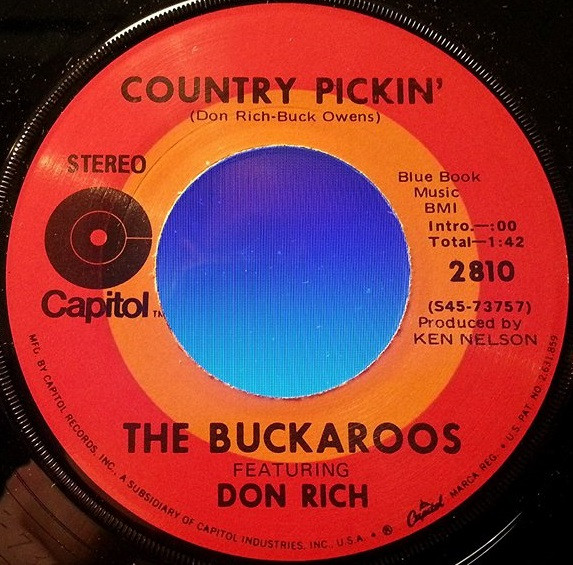 COUNTRY PICKIN'
(Don Rich-Buck Owens)
STEREO
Capitol TM
Blue Book
Music
BMI
Intro.—:00
Total—1:42
2810
(S45-73757)
Produced by
KEN NELSON
THE BUCKAROOS
FEATURING
DON RICH
MFG. BY CAPITOL RECORDS, INC., A SUBSIDIARY OF CAPITOL INDUSTRIES, INC., U.S.A. • ® Capitol MARCA REG. • U.S. PAT. NO. 2,631,859